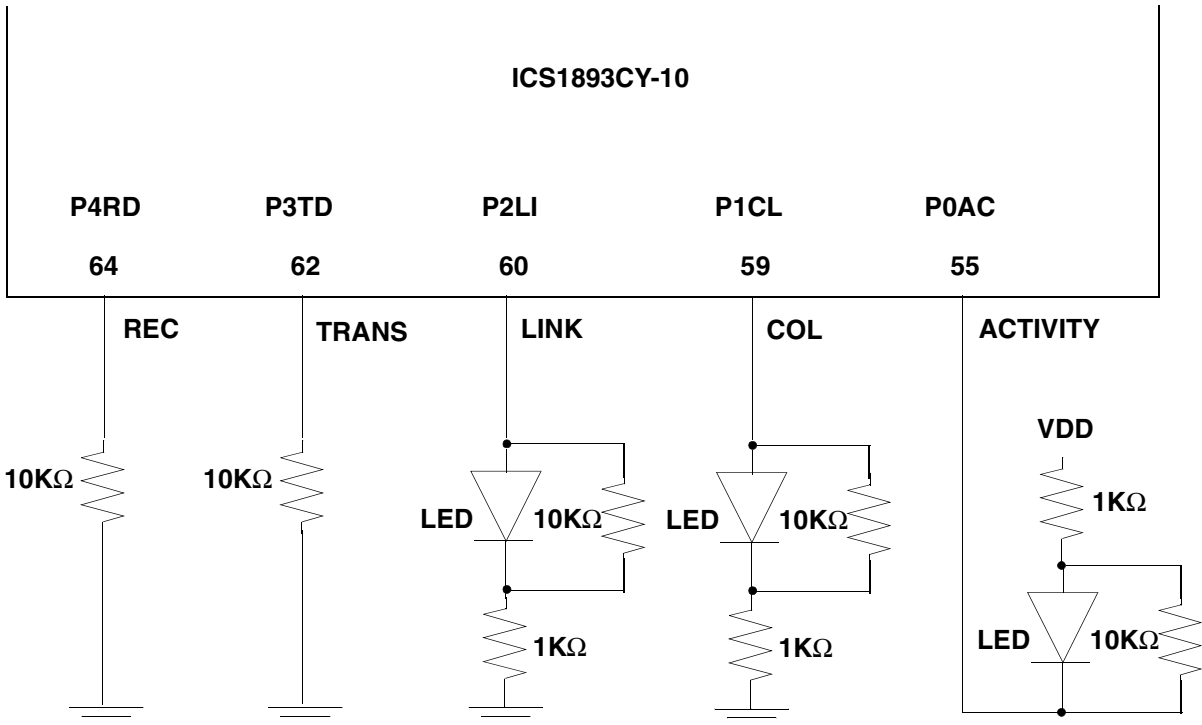 ICS1893CY-10
P4RD P3TD P2LI P1CL P0AC
64 62 60 59 55
REC TRANS LINK COL ACTIVITY
VDD
10KΩ 10KΩ
1KΩ
LED 10KΩ LED 10KΩ
LED 10KΩ
1KΩ 1KΩ